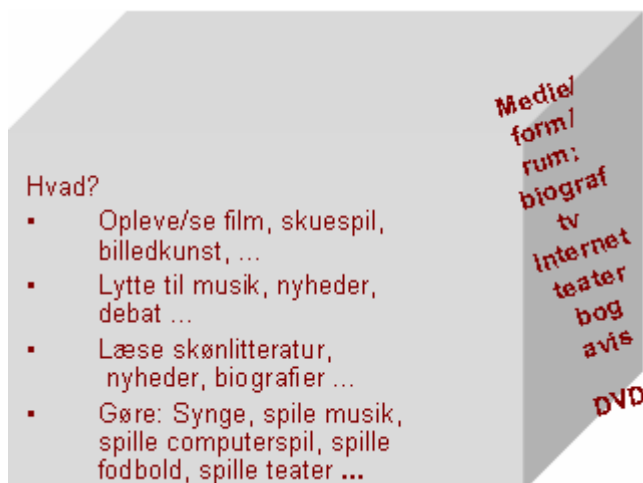 Hvad?
▪ Opleve/se film, skuespil,
billedkunst, ...
▪ Lytte til musik, nyheder,
debat ...
▪ Læse skønlitteratur,
nyheder, biografier ...
▪ Gøre: Synge, spile musik,
spille computerspil, spille
fodbold, spille teater ...
Medie/
form/
rum:
biograf
tv
internet
teater
bog
avis
DVD